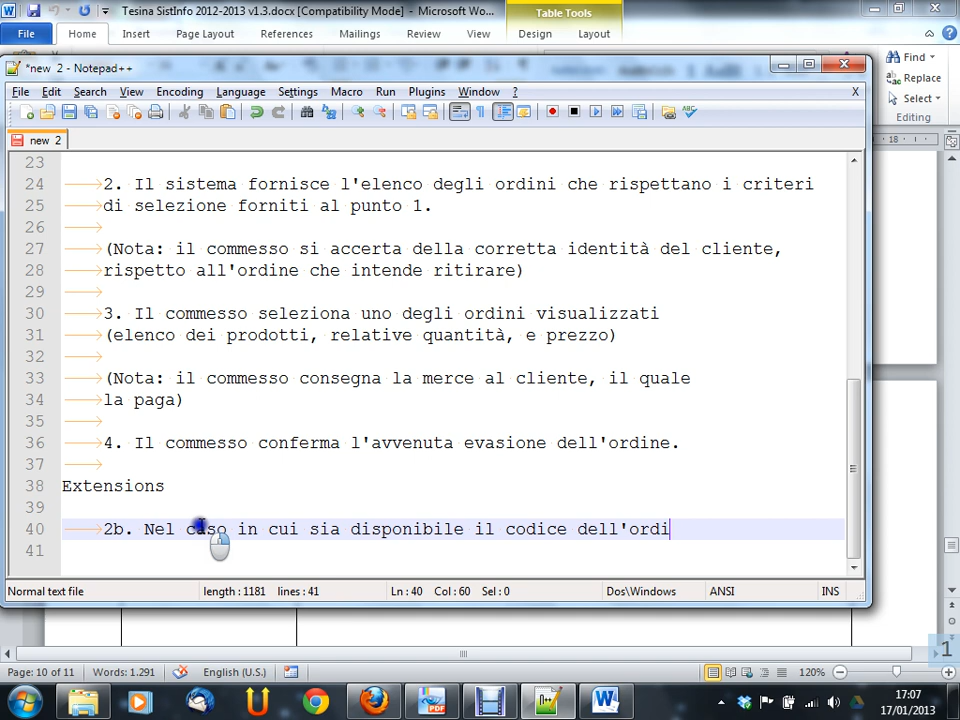 Tesina SistInfo 2012-2013 v1.3.docx [Compatibility Mode] - Microsoft Wo...
Table Tools
File Home Insert Page Layout References Mailings Review View Design Layout
*new 2 - Notepad++
Find
Replace
Select
Editing
File Edit Search View Encoding Language Settings Macro Run Plugins Window ? X
new 2
18
23
24 2. Il sistema fornisce l'elenco degli ordini che rispettano i criteri
25 di selezione forniti al punto 1.
26
27 (Nota: il commesso si accerta della corretta identità del cliente,
28 rispetto all'ordine che intende ritirare)
29
30 3. Il commesso seleziona uno degli ordini visualizzati
31 (elenco dei prodotti, relative quantità, e prezzo)
32
33 (Nota: il commesso consegna la merce al cliente, il quale
34 la paga)
35
36 4. Il commesso conferma l'avvenuta evasione dell'ordine.
37
38 Extensions
39
40 2b. Nel caso in cui sia disponibile il codice dell'ordi
41
Normal text file length : 1181 lines : 41 Ln : 40 Col : 60 Sel : 0 Dos\Windows ANSI INS
1
Page: 10 of 11 Words: 1.291 English (U.S.) 120%
17:07
17/01/2013